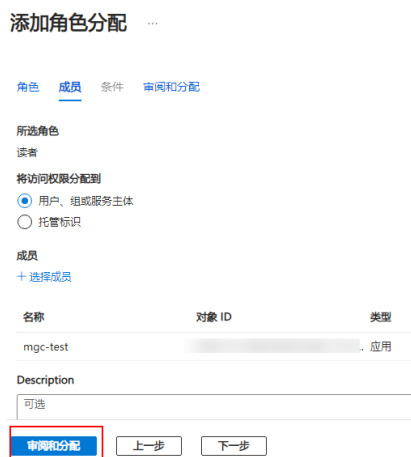 添加角色分配 ...
角色 成员 条件 审阅和分配
所选角色
读者
将访问权限分配到
用户、组或服务主体
托管标识
成员
+ 选择成员
名称 对象 ID 类型
mgc-test . 应用
Description
可选
审阅和分配 上一步 下一步